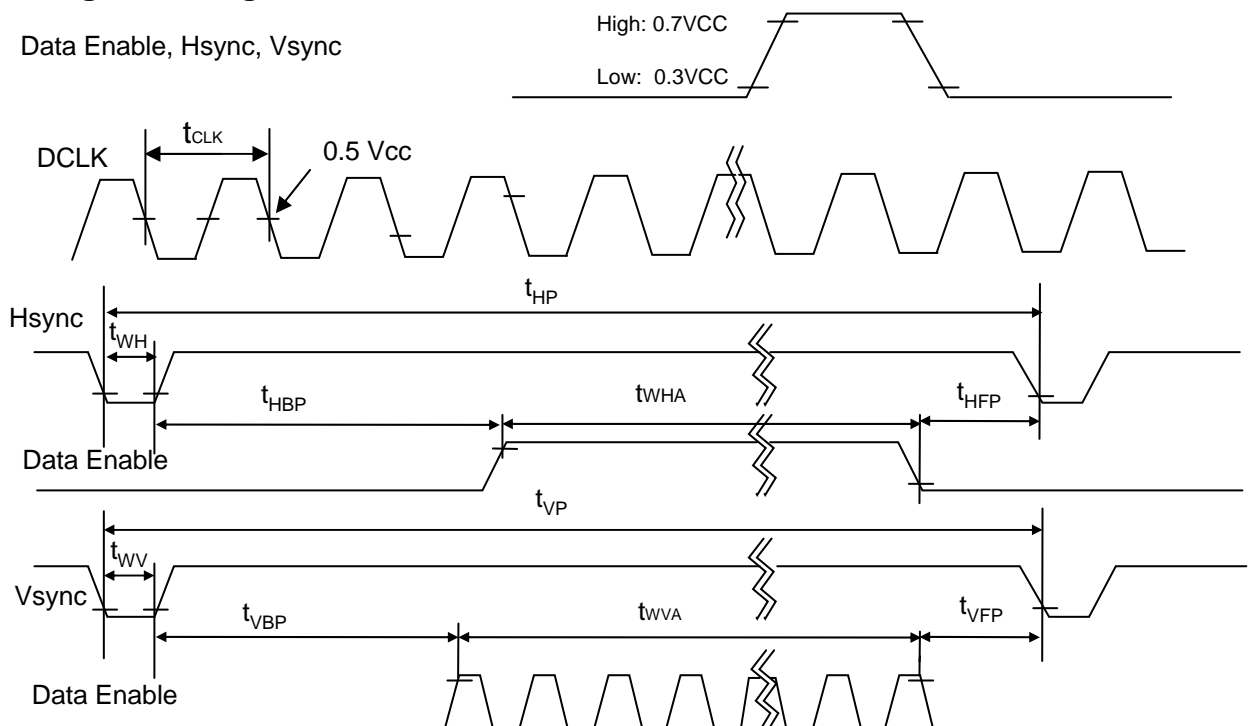 High: 0.7VCC
Data Enable, Hsync, Vsync
Low: 0.3VCC
tCLK
DCLK
0.5 Vcc
tHP
Hsync
tWH
tHBP
tWHA
tHFP
Data Enable
tVP
tWV
Vsync
tVBP
tWVA
tVFP
Data Enable